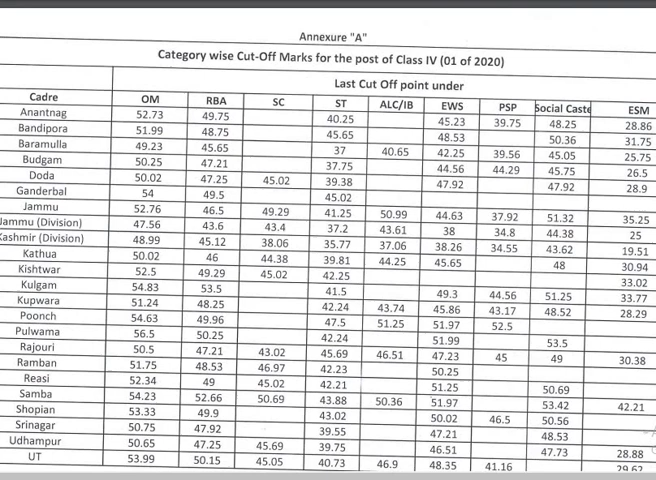 Annexure "A"
Category wise Cut-Off Marks for the post of Class IV (01 of 2020)
Last Cut Off point under
Cadre OM RBA SC ST ALC/IB EWS PSP Social Caste ESM
Anantnag 52.73 49.75 40.25 45.23 39.75 48.25 28.86
Bandipora 51.99 48.75 45.65 48.53 50.36 31.75
Baramulla 49.23 45.65 37 40.65 42.25 39.56 45.05 25.75
Budgam 50.25 47.21 37.75 44.56 44.29 45.75 26.5
Doda 50.02 47.25 45.02 39.38 47.92 47.92 28.9
Ganderbal 54 49.5 45.02
Jammu 52.76 46.5 49.29 41.25 50.99 44.63 37.92 51.32 35.25
Jammu (Division) 47.56 43.6 43.4 37.2 43.61 38 34.8 44.38 25
Kashmir (Division) 48.99 45.12 38.06 35.77 37.06 38.26 34.55 43.62 19.51
Kathua 50.02 46 44.38 39.81 44.25 45.65 48 30.94
Kishtwar 52.5 49.29 45.02 42.25 33.02
Kulgam 54.83 53.5 41.5 49.3 44.56 51.25 33.77
Kupwara 51.24 48.25 42.24 43.74 45.86 43.17 48.52 28.29
Poonch 54.63 49.96 47.5 51.25 51.97 52.5
Pulwama 56.5 50.25 42.24 51.99 53.5
Rajouri 50.5 47.21 43.02 45.69 46.51 47.23 45 49 30.38
Ramban 51.75 48.53 46.97 42.23 50.25
Reasi 52.34 49 45.02 42.21 51.25 50.69
Samba 54.23 52.66 50.69 43.88 50.36 51.97 53.42 42.21
Shopian 53.33 49.9 43.02 50.02 46.5 50.56
Srinagar 50.75 47.92 39.55 47.21 48.53
Udhampur 50.65 47.25 45.69 39.75 46.51 47.73 28.88
UT 53.99 50.15 45.05 40.73 46.9 48.35 41.16 29.62